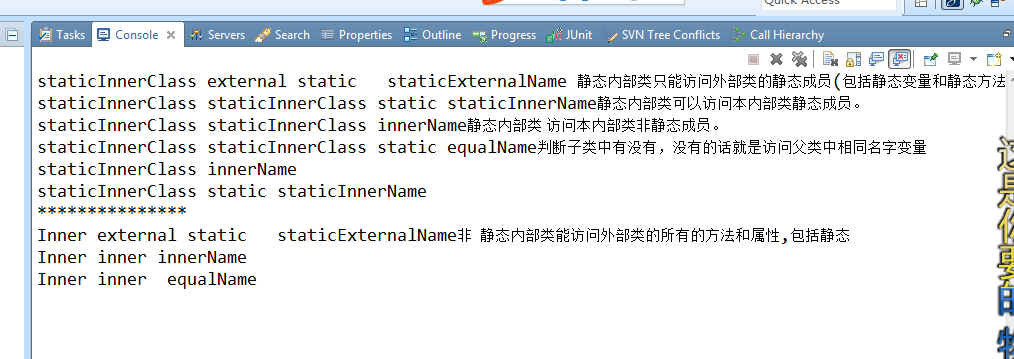 Quick Access
Tasks Console Servers Search Properties Outline Progress JUnit SVN Tree Conflicts Call Hierarchy
staticInnerClass external static   staticExternalName 静态内部类只能访问外部类的静态成员(包括静态变量和静态方法
staticInnerClass staticInnerClass static staticInnerName静态内部类可以访问本内部类静态成员。
staticInnerClass staticInnerClass innerName静态内部类 访问本内部类非静态成员。
staticInnerClass staticInnerClass static equalName判断子类中有没有，没有的话就是访问父类中相同名字变量
staticInnerClass innerName
staticInnerClass static staticInnerName
***************
Inner external static   staticExternalName非 静态内部类能访问外部类的所有的方法和属性,包括静态
Inner inner innerName
Inner inner  equalName
这是你要的